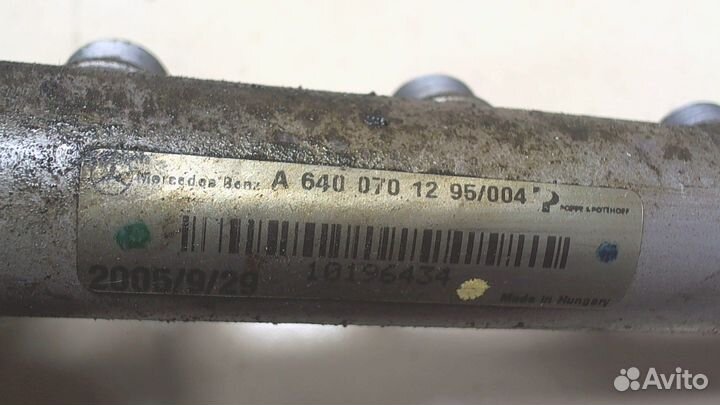 Mercedes Benz A 640 070 12 95/004 POPPE & POTTHOFF
10196434
2005/9/29
Made in Hungary
Avito